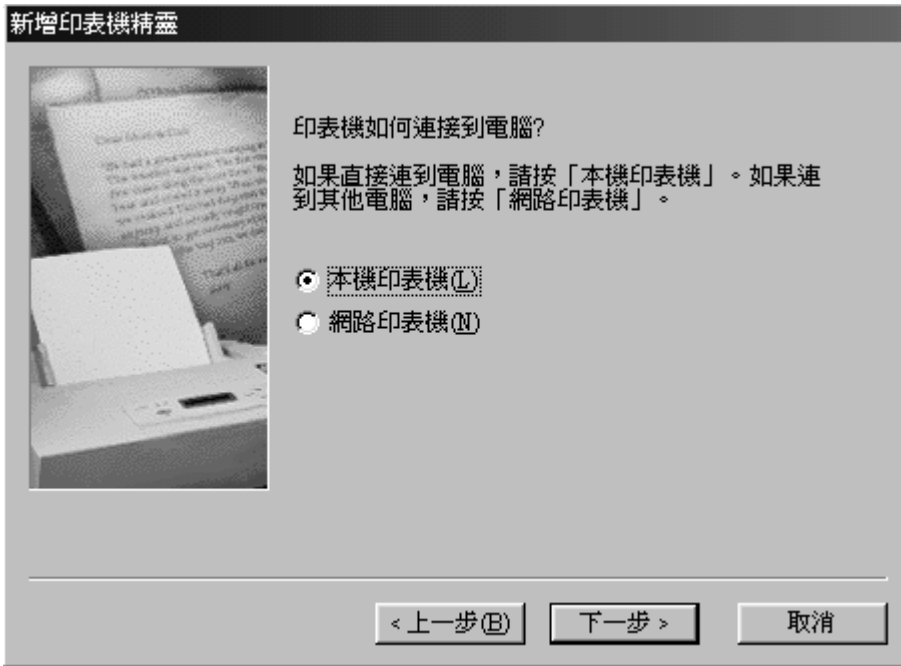 新增印表機精靈
印表機如何連接到電腦?
如果直接連到電腦，請按「本機印表機」。如果連
到其他電腦，請按「網路印表機」。
本機印表機(L)
網路印表機(N)
< 上一步(B)
下一步 >
取消